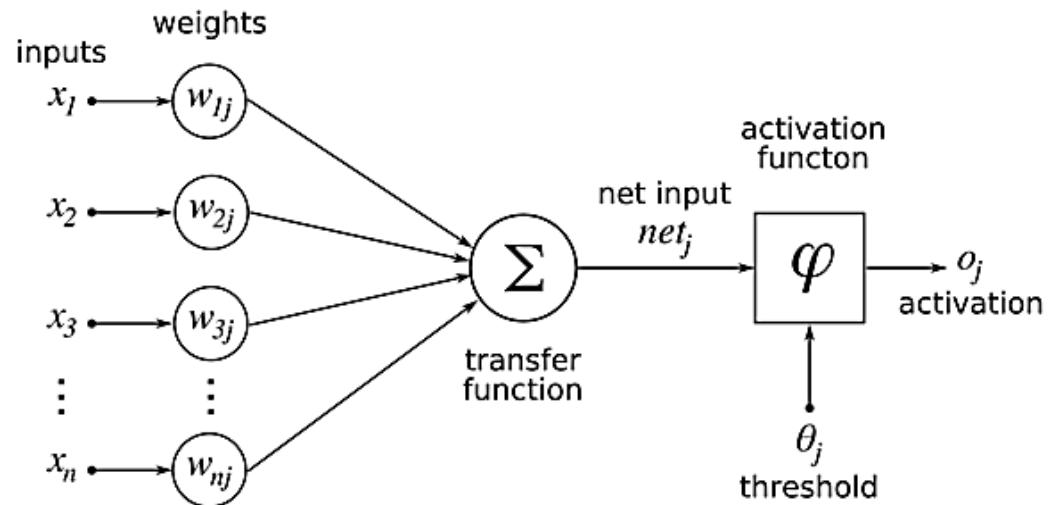 weights
inputs
x₁
w₁ⱼ
x₂
w₂ⱼ
x₃
w₃ⱼ
⋮ ⋮
xₙ
wₙⱼ
Σ
transfer
function
net input
netⱼ
activation
functon
φ
oⱼ
activation
θⱼ
threshold